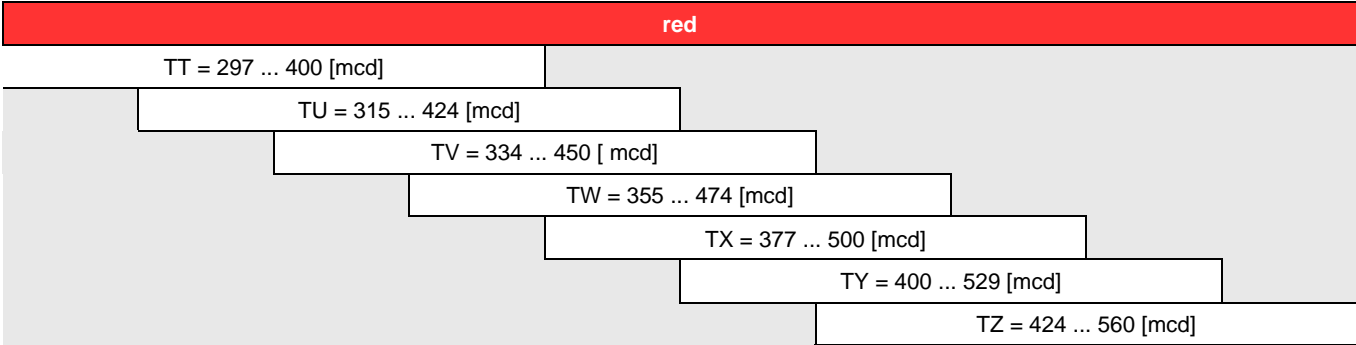 red
TT = 297 ... 400 [mcd]
TU = 315 ... 424 [mcd]
TV = 334 ... 450 [ mcd]
TW = 355 ... 474 [mcd]
TX = 377 ... 500 [mcd]
TY = 400 ... 529 [mcd]
TZ = 424 ... 560 [mcd]